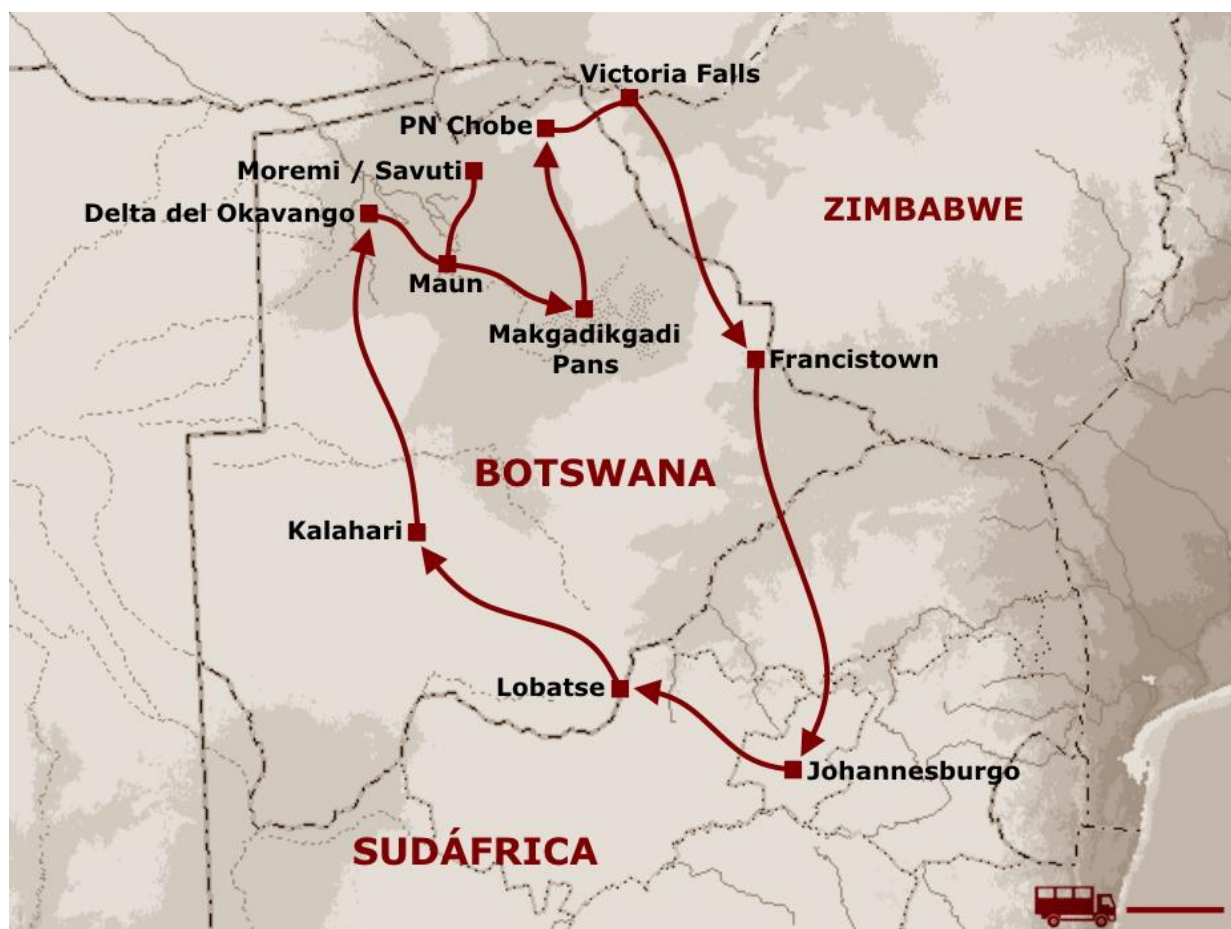 Victoria Falls
PN Chobe
Moremi / Savuti
Delta del Okavango
ZIMBABWE
Maun
Makgadikgadi
Pans
Francistown
BOTSWANA
Kalahari
Lobatse
Johannesburgo
SUDÁFRICA